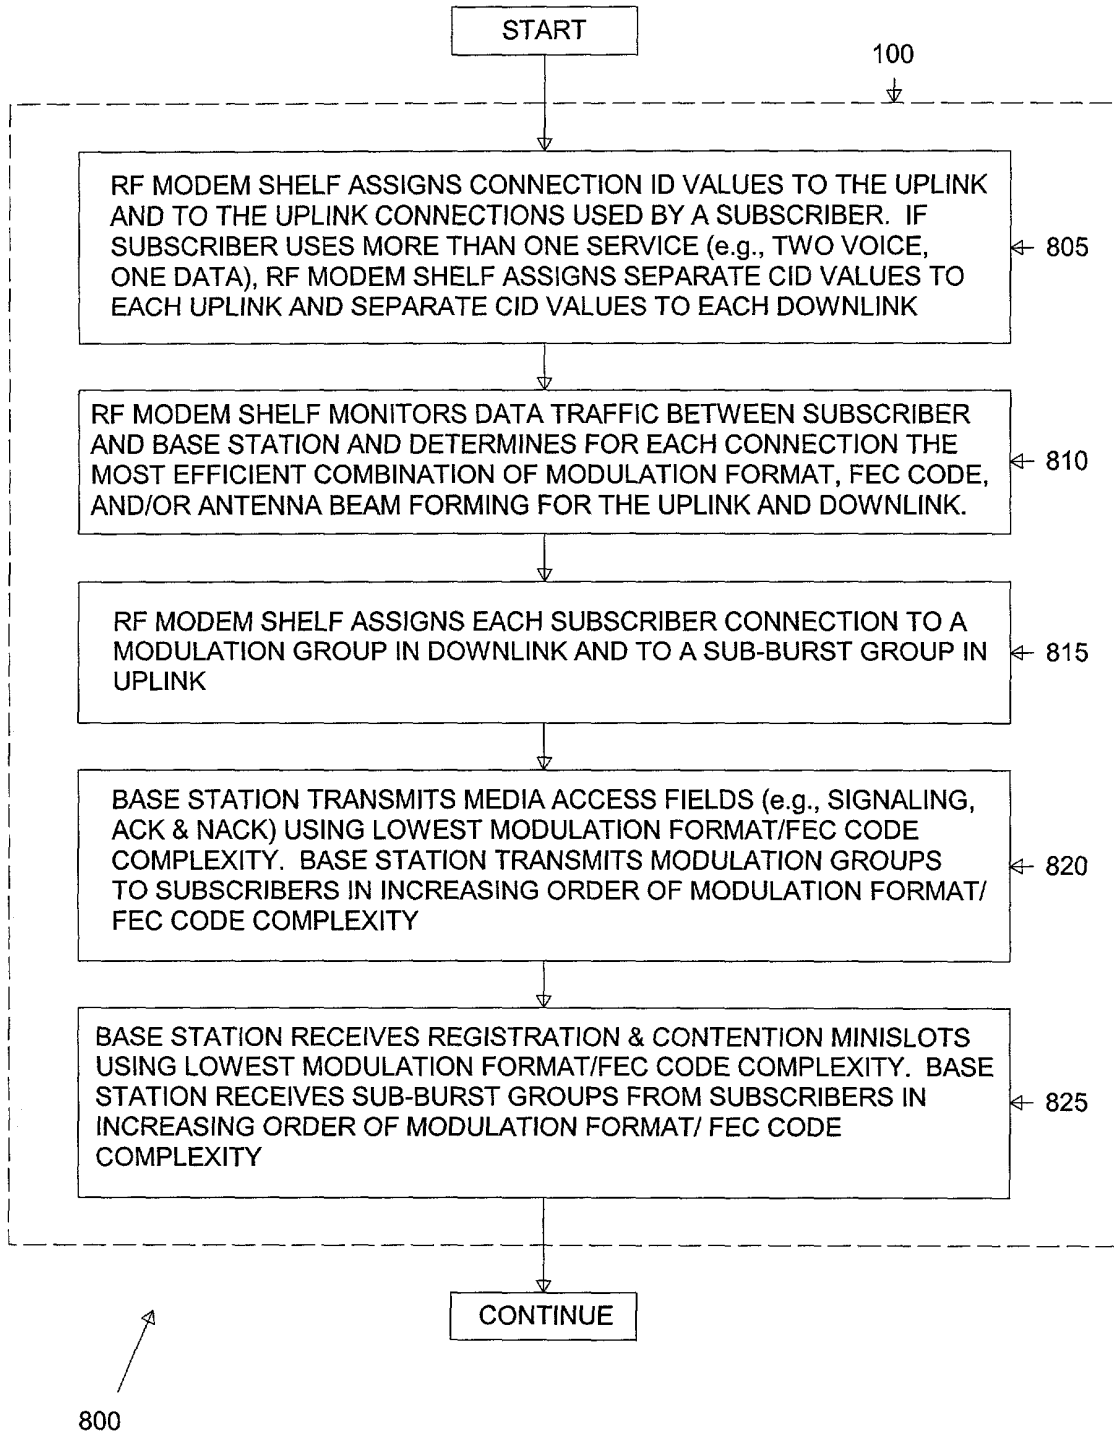 START
100
RF MODEM SHELF ASSIGNS CONNECTION ID VALUES TO THE UPLINK
AND TO THE UPLINK CONNECTIONS USED BY A SUBSCRIBER. IF
SUBSCRIBER USES MORE THAN ONE SERVICE (e.g., TWO VOICE,
ONE DATA), RF MODEM SHELF ASSIGNS SEPARATE CID VALUES TO
EACH UPLINK AND SEPARATE CID VALUES TO EACH DOWNLINK
805
RF MODEM SHELF MONITORS DATA TRAFFIC BETWEEN SUBSCRIBER
AND BASE STATION AND DETERMINES FOR EACH CONNECTION THE
MOST EFFICIENT COMBINATION OF MODULATION FORMAT, FEC CODE,
AND/OR ANTENNA BEAM FORMING FOR THE UPLINK AND DOWNLINK.
810
RF MODEM SHELF ASSIGNS EACH SUBSCRIBER CONNECTION TO A
MODULATION GROUP IN DOWNLINK AND TO A SUB-BURST GROUP IN
UPLINK
815
BASE STATION TRANSMITS MEDIA ACCESS FIELDS (e.g., SIGNALING,
ACK & NACK) USING LOWEST MODULATION FORMAT/FEC CODE
COMPLEXITY. BASE STATION TRANSMITS MODULATION GROUPS
TO SUBSCRIBERS IN INCREASING ORDER OF MODULATION FORMAT/
FEC CODE COMPLEXITY
820
BASE STATION RECEIVES REGISTRATION & CONTENTION MINISLOTS
USING LOWEST MODULATION FORMAT/FEC CODE COMPLEXITY. BASE
STATION RECEIVES SUB-BURST GROUPS FROM SUBSCRIBERS IN
INCREASING ORDER OF MODULATION FORMAT/ FEC CODE
COMPLEXITY
825
CONTINUE
800